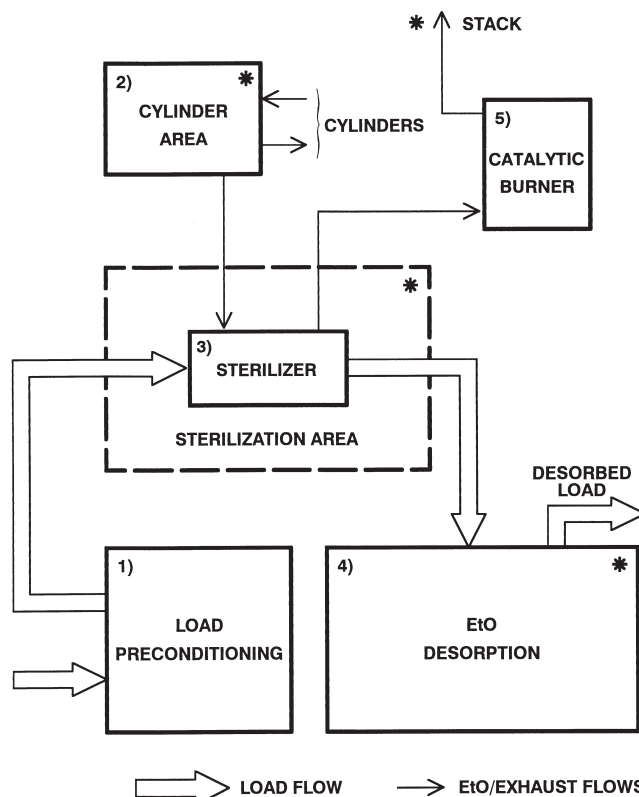 * STACK
2) *
CYLINDER
AREA
CYLINDERS
5)
CATALYTIC
BURNER
*
3)
STERILIZER
STERILIZATION AREA
DESORBED
LOAD
1)
LOAD
PRECONDITIONING
4) *
EtO
DESORPTION
LOAD FLOW
EtO/EXHAUST FLOWS